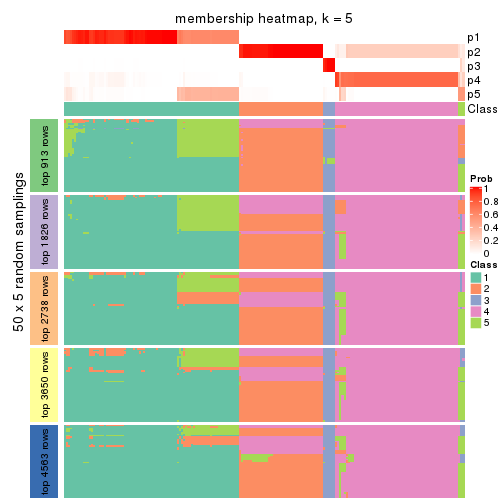 membership heatmap, k = 5
p1
p2
p3
p4
p5
Class
50 x 5 random samplings
top 913 rows
top 1826 rows
top 2738 rows
top 3650 rows
top 4563 rows
Prob
1
0.8
0.6
0.4
0.2
0
Class
1
2
3
4
5